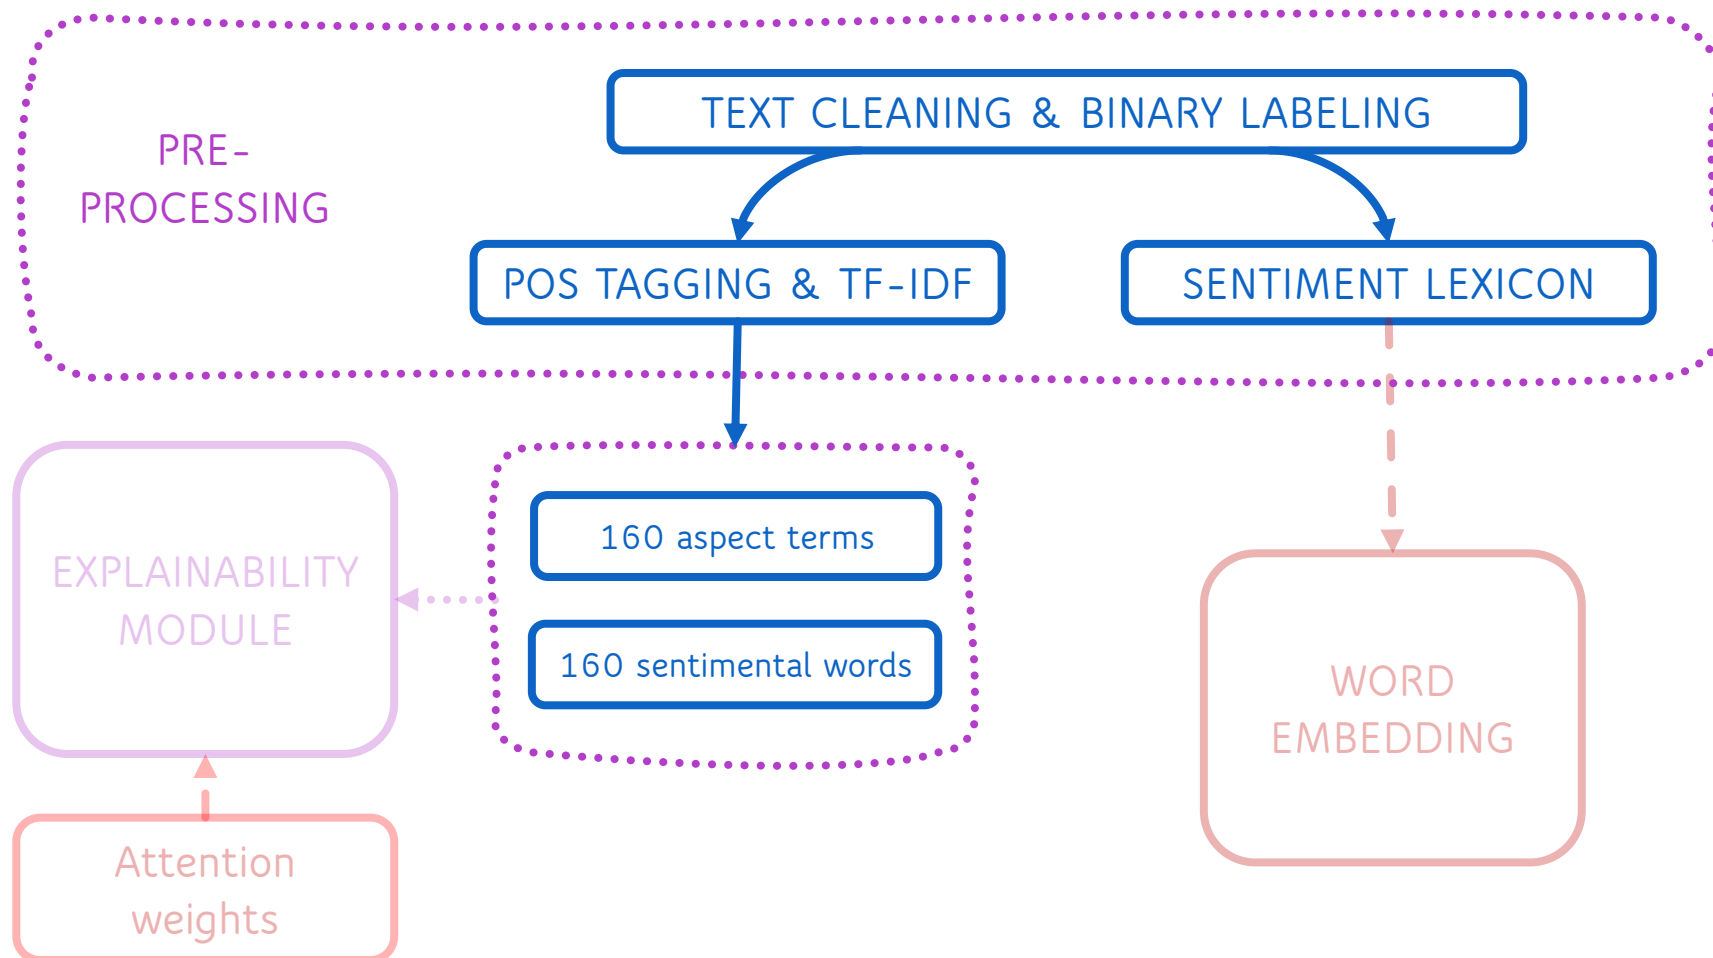 TEXT CLEANING & BINARY LABELING
PRE-
PROCESSING
POS TAGGING & TF-IDF
SENTIMENT LEXICON
160 aspect terms
EXPLAINABILITY
MODULE
160 sentimental words
WORD
EMBEDDING
Attention
weights